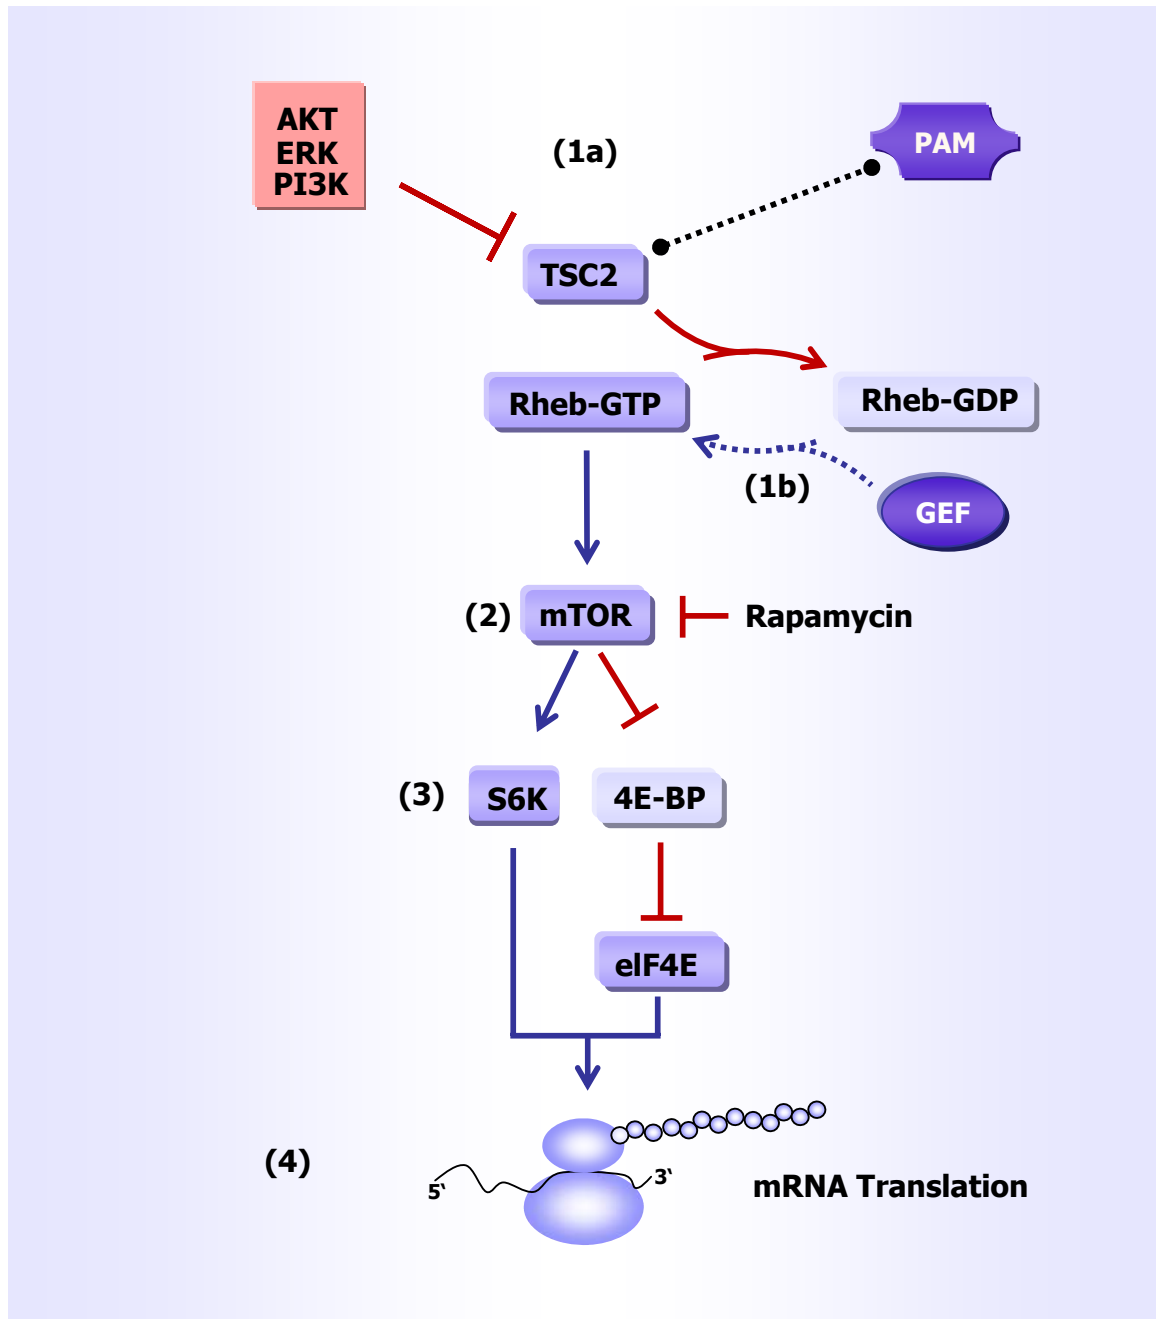 AKT
ERK
PI3K
(1a)
PAM
TSC2
Rheb-GTP
Rheb-GDP
(1b)
GEF
(2)
mTOR
Rapamycin
(3)
S6K
4E-BP
elF4E
(4)
5‘
3‘
mRNA Translation